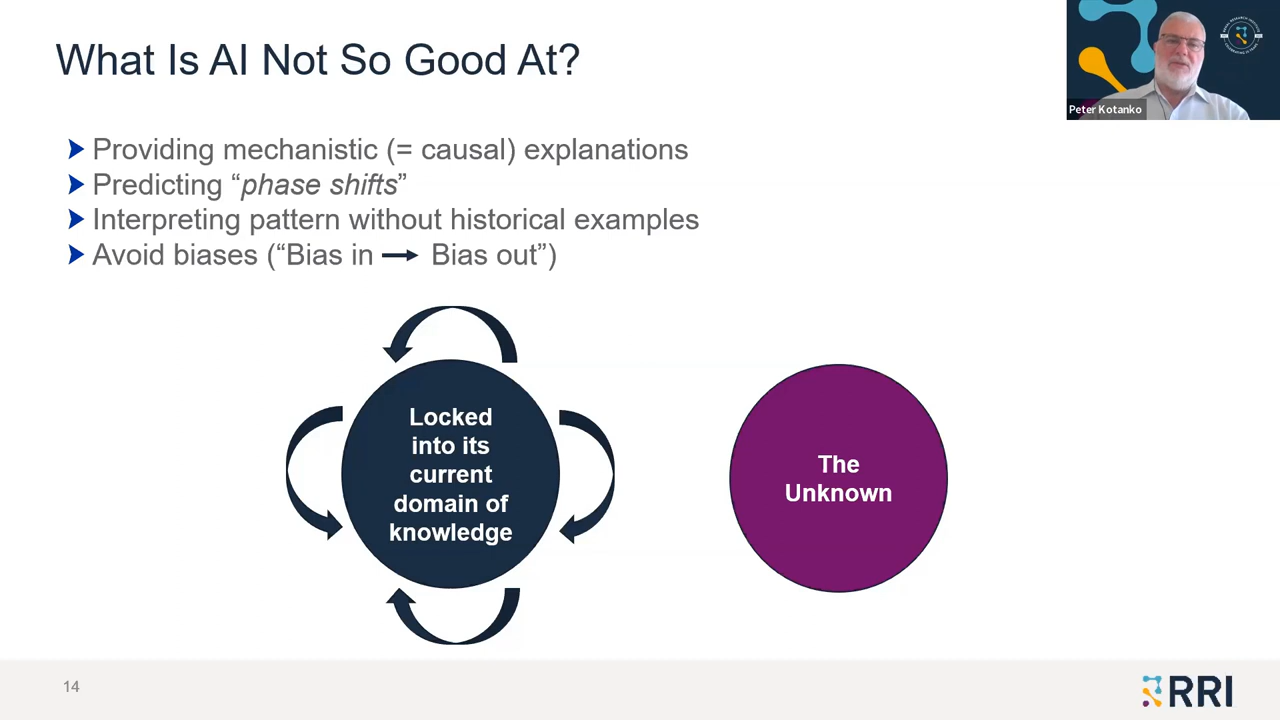 What Is AI Not So Good At?
Peter Kotanko
Providing mechanistic (= causal) explanations
Predicting “phase shifts”
Interpreting pattern without historical examples
Avoid biases (“Bias in → Bias out”)
Locked
into its
current
domain of
knowledge
The
Unknown
14
RRI